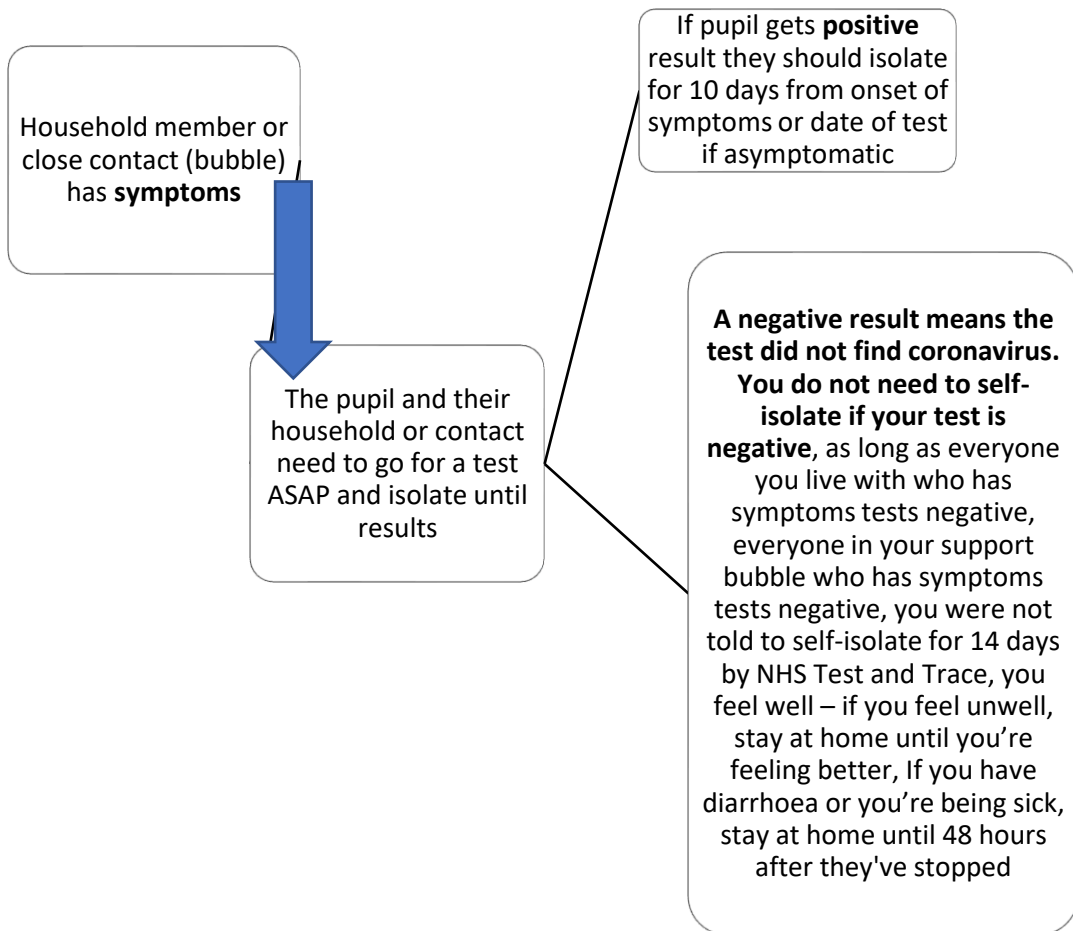 Household member or
close contact (bubble)
has symptoms
The pupil and their
household or contact
need to go for a test
ASAP and isolate until
results
If pupil gets positive
result they should isolate
for 10 days from onset of
symptoms or date of test
if asymptomatic
A negative result means the
test did not find coronavirus.
You do not need to self-
isolate if your test is
negative, as long as everyone
you live with who has
symptoms tests negative,
everyone in your support
bubble who has symptoms
tests negative, you were not
told to self-isolate for 14 days
by NHS Test and Trace, you
feel well – if you feel unwell,
stay at home until you’re
feeling better, If you have
diarrhoea or you’re being sick,
stay at home until 48 hours
after they've stopped